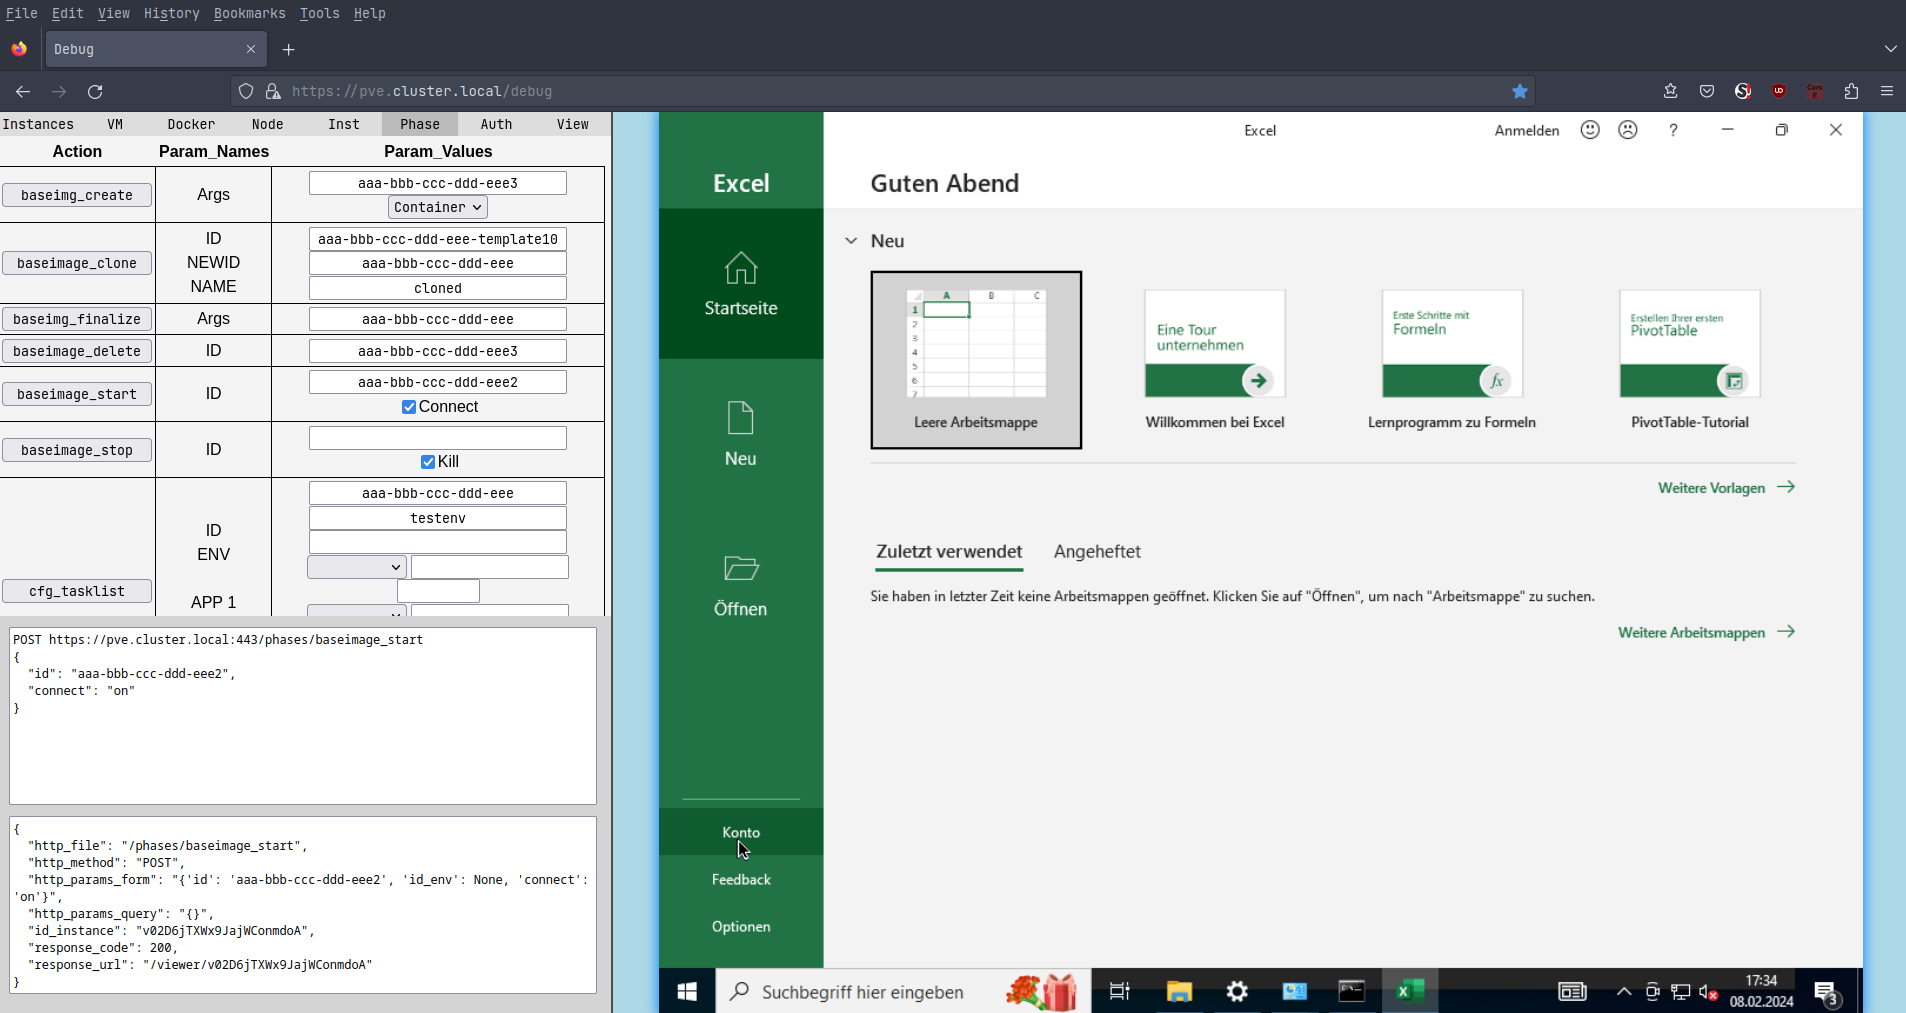 File Edit View History Bookmarks Tools Help
Debug
https://pve.cluster.local/debug
Instances VM Docker Node Inst Phase Auth View
Action Param_Names Param_Values
baseimg_create Args aaa-bbb-ccc-ddd-eee3
Container
baseimage_clone
ID aaa-bbb-ccc-ddd-eee-template10
NEWID aaa-bbb-ccc-ddd-eee
NAME cloned
baseimg_finalize Args aaa-bbb-ccc-ddd-eee
baseimage_delete ID aaa-bbb-ccc-ddd-eee3
baseimage_start ID aaa-bbb-ccc-ddd-eee2
Connect
baseimage_stop ID
Kill
aaa-bbb-ccc-ddd-eee
testenv
ID
ENV
cfg_tasklist
APP 1
POST https://pve.cluster.local:443/phases/baseimage_start
{
"id": "aaa-bbb-ccc-ddd-eee2",
"connect": "on"
}
{
"http_file": "/phases/baseimage_start",
"http_method": "POST",
"http_params_form": "{'id': 'aaa-bbb-ccc-ddd-eee2', 'id_env': None, 'connect':
'on'}",
"http_params_query": "{}",
"id_instance": "v02D6jTXWx9JajWConmdoA",
"response_code": 200,
"response_url": "/viewer/v02D6jTXWx9JajWConmdoA"
}
Excel
Anmelden
?
Excel
Guten Abend
Startseite
Neu
Öffnen
Konto
Feedback
Optionen
Neu
A B C
1
2
3
4
5
6
7
Leere Arbeitsmappe
Eine Tour
unternehmen
Willkommen bei Excel
Erste Schritte mit
Formeln
fx
Lernprogramm zu Formeln
Erstellen Ihrer ersten
PivotTable
PivotTable-Tutorial
Weitere Vorlagen
Zuletzt verwendet Angeheftet
Sie haben in letzter Zeit keine Arbeitsmappen geöffnet. Klicken Sie auf "Öffnen", um nach "Arbeitsmappe" zu suchen.
Weitere Arbeitsmappen
Suchbegriff hier eingeben
17:34
08.02.2024
3